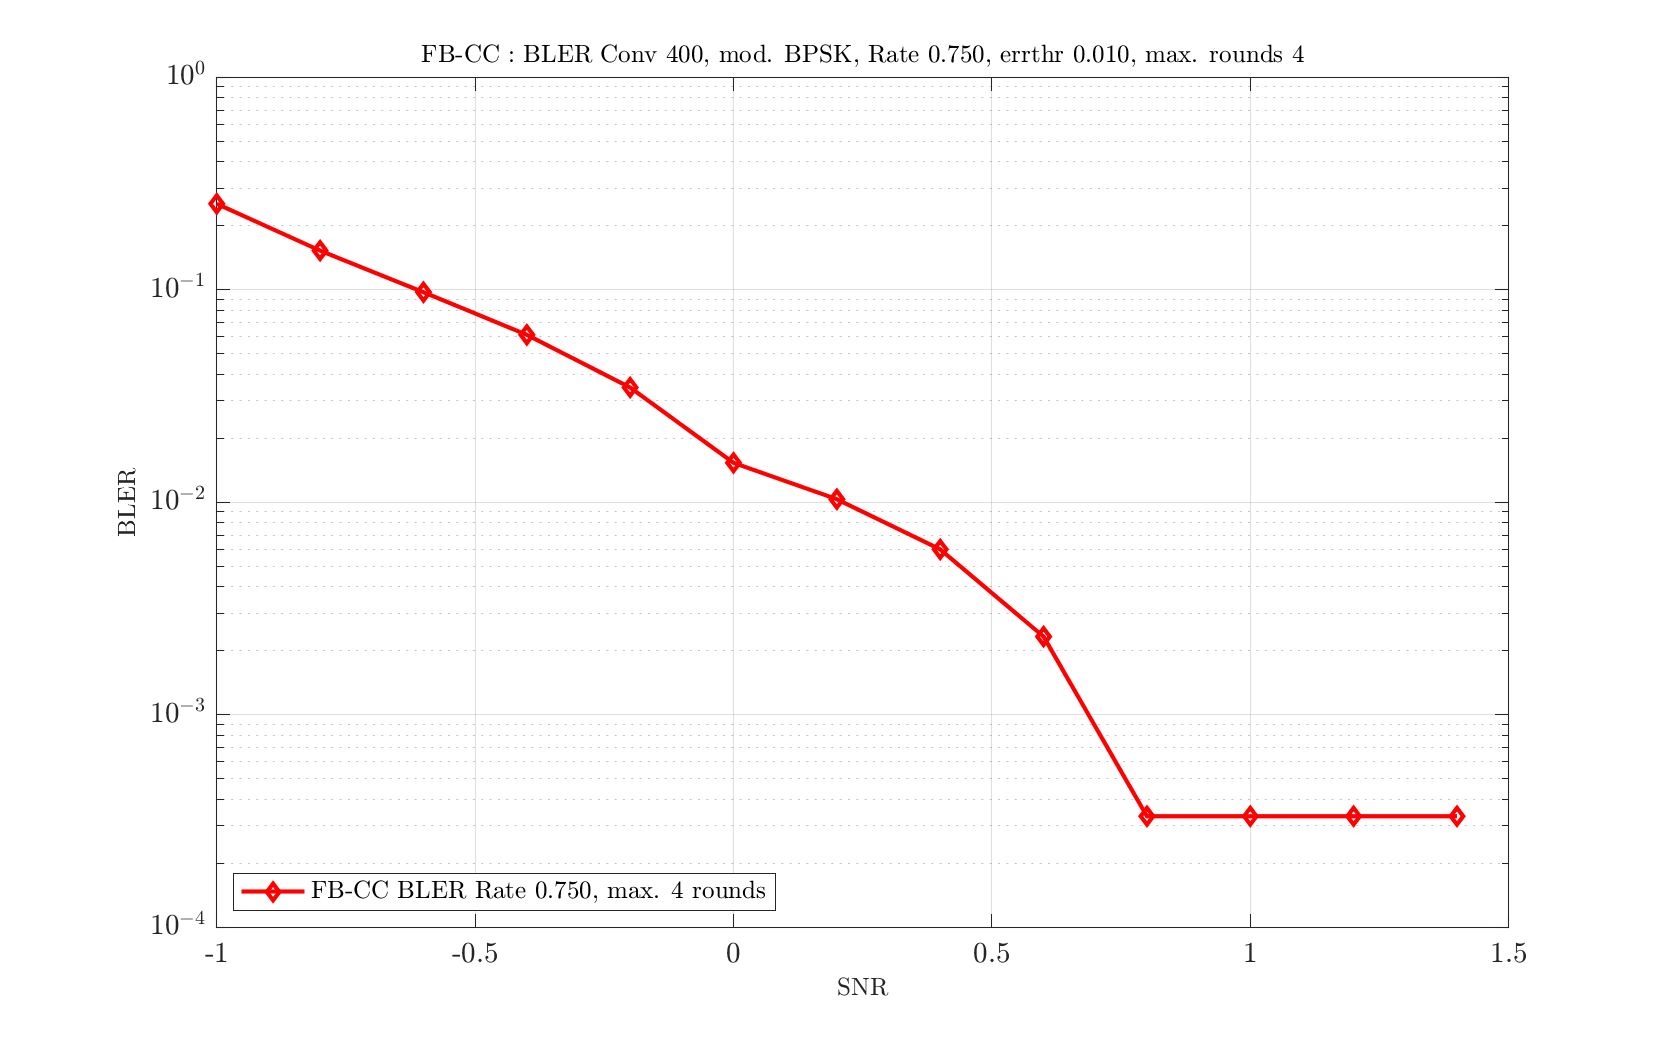 FB-CC : BLER Conv 400, mod. BPSK, Rate 0.750, errthr 0.010, max. rounds 4
10^0
10^-1
10^-2
10^-3
10^-4
BLER
FB-CC BLER Rate 0.750, max. 4 rounds
-1 -0.5 0 0.5 1 1.5
SNR